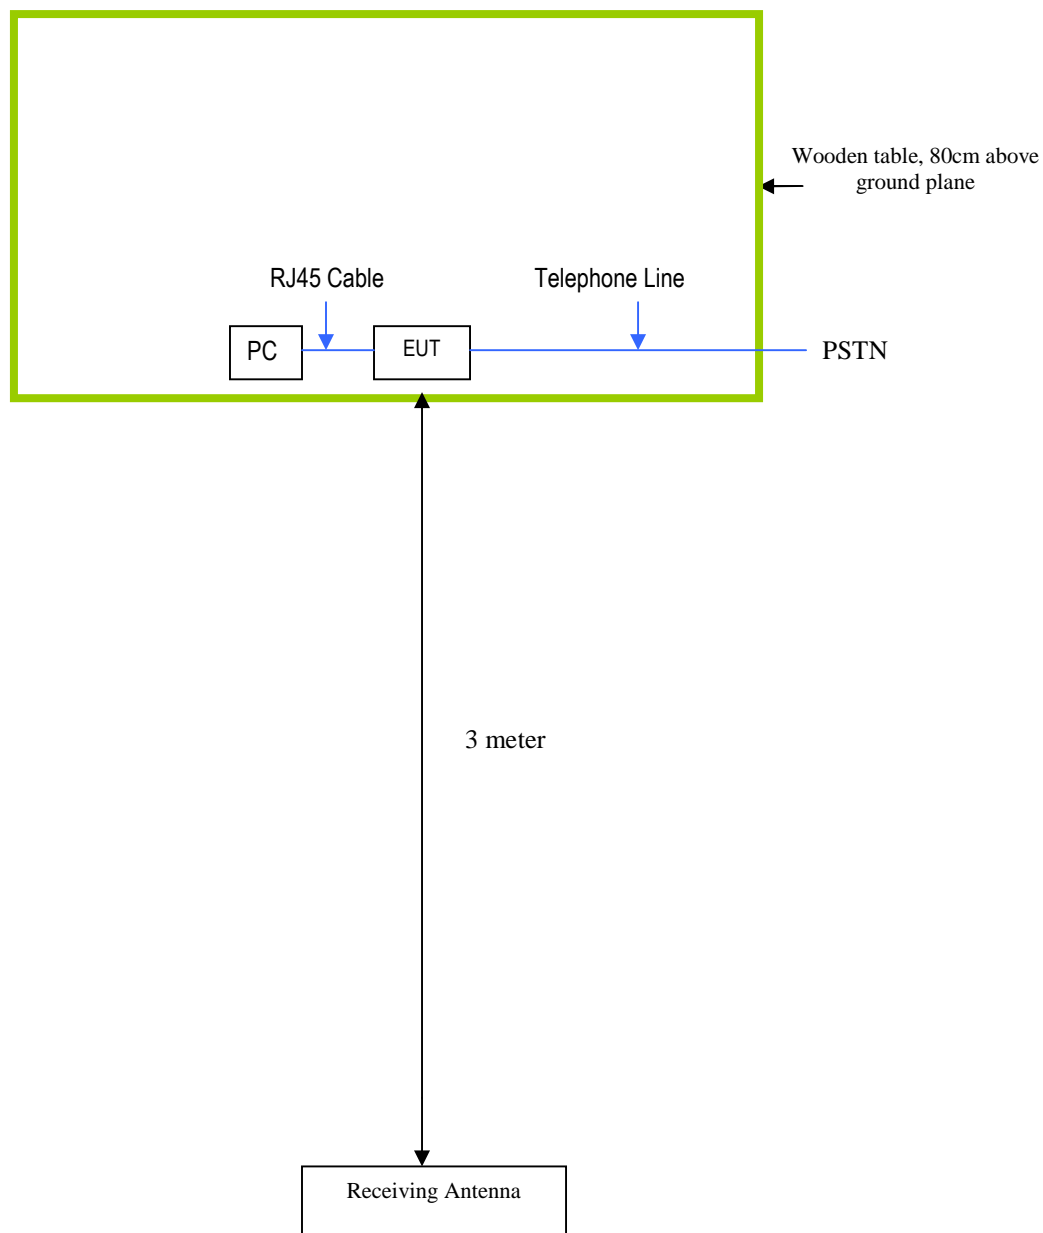 Wooden table, 80cm above
ground plane
RJ45 Cable
Telephone Line
PC
EUT
PSTN
3 meter
Receiving Antenna